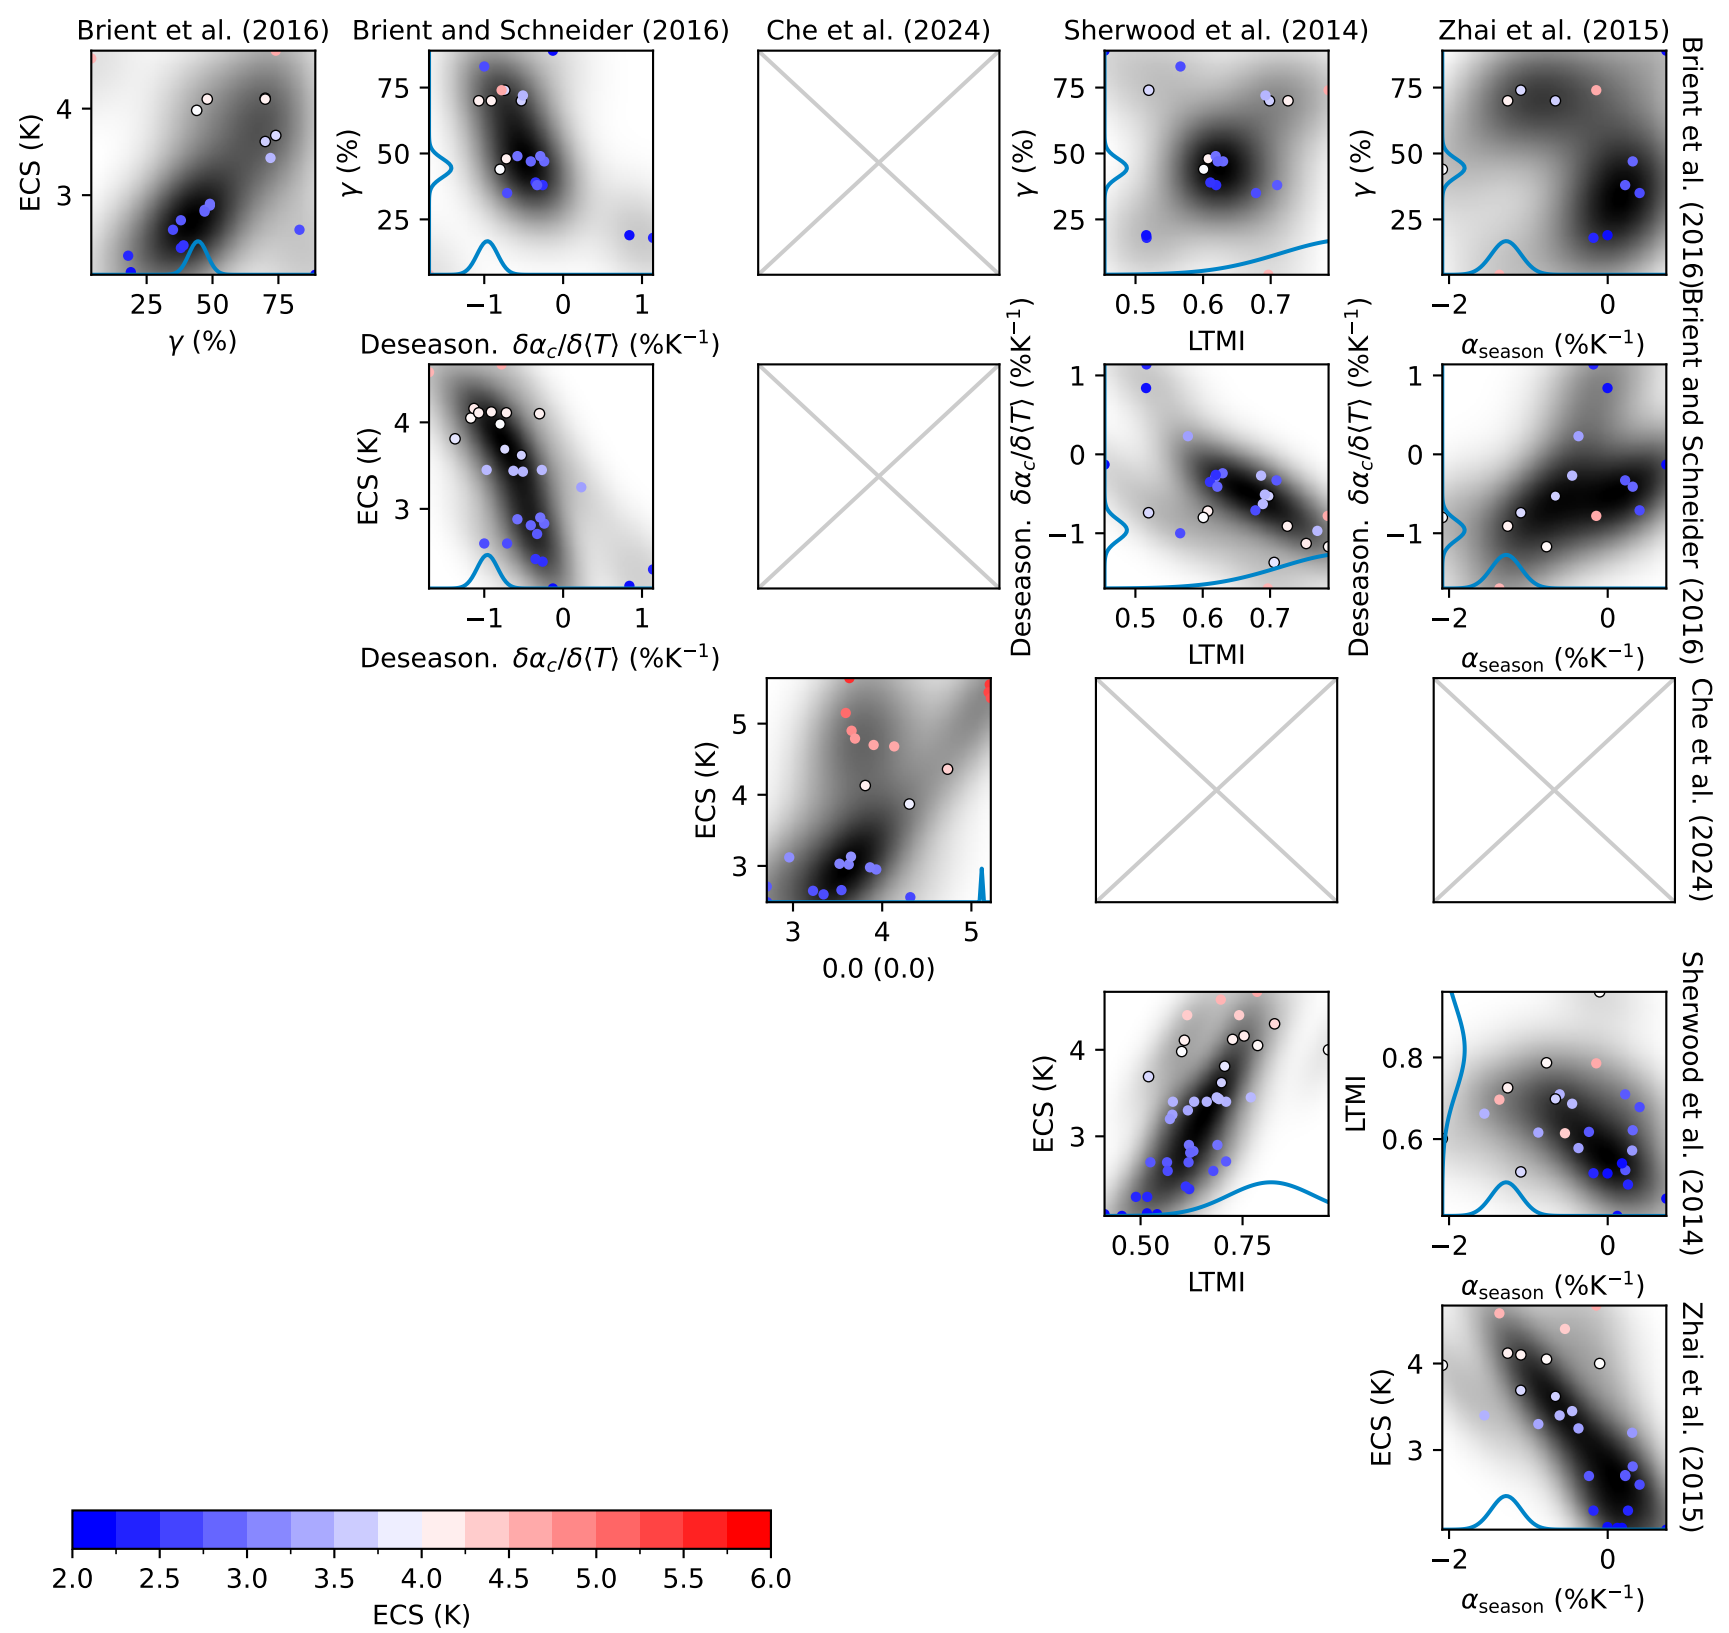 Brient et al. (2016)
Brient and Schneider (2016)
Che et al. (2024)
Sherwood et al. (2014)
Zhai et al. (2015)
Brient et al. (2016)
ECS (K)
4
3
25 50 75
γ (%)
γ (%)
75
50
25
−1 0 1
Deseason. δα_c/δ⟨T⟩ (%K⁻¹)
γ (%)
75
50
25
0.5 0.6 0.7
LTMI
γ (%)
75
50
25
−2 0
α_season (%K⁻¹)
Brient and Schneider (2016)
ECS (K)
4
3
−1 0 1
Deseason. δα_c/δ⟨T⟩ (%K⁻¹)
Deseason. δα_c/δ⟨T⟩ (%K⁻¹)
1
0
−1
0.5 0.6 0.7
LTMI
Deseason. δα_c/δ⟨T⟩ (%K⁻¹)
1
0
−1
−2 0
α_season (%K⁻¹)
Che et al. (2024)
ECS (K)
5
4
3
3 4 5
0.0 (0.0)
Sherwood et al. (2014)
ECS (K)
4
3
0.50 0.75
LTMI
LTMI
0.8
0.6
−2 0
α_season (%K⁻¹)
Zhai et al. (2015)
ECS (K)
4
3
−2 0
α_season (%K⁻¹)
2.0 2.5 3.0 3.5 4.0 4.5 5.0 5.5 6.0
ECS (K)